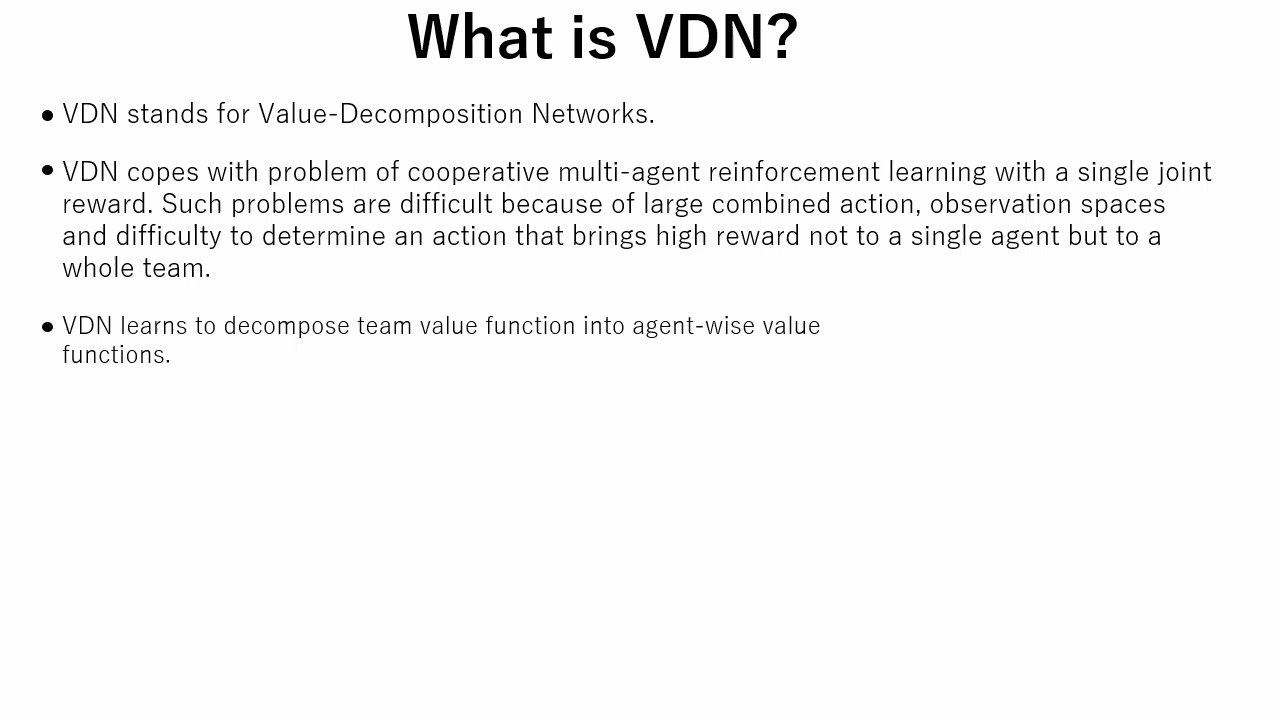 What is VDN?
• VDN stands for Value-Decomposition Networks.
• VDN copes with problem of cooperative multi-agent reinforcement learning with a single joint
reward. Such problems are difficult because of large combined action, observation spaces
and difficulty to determine an action that brings high reward not to a single agent but to a
whole team.
• VDN learns to decompose team value function into agent-wise value
functions.